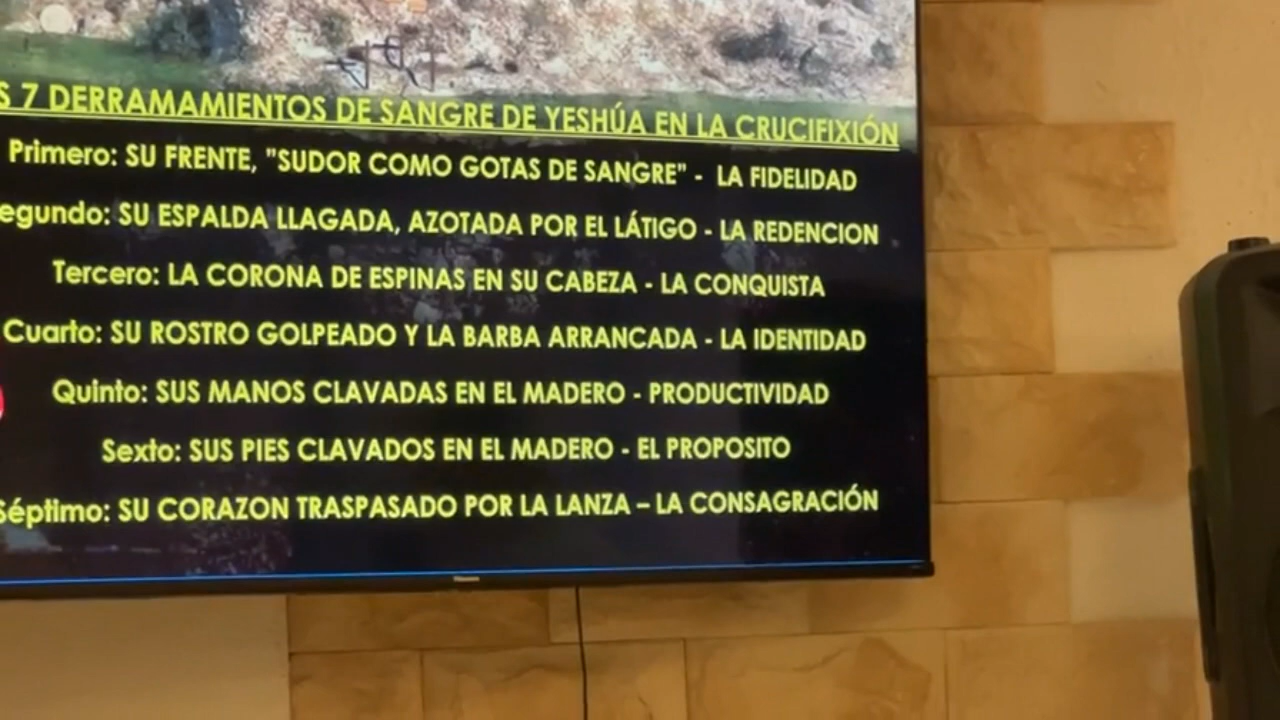 S 7 DERRAMAMIENTOS DE SANGRE DE YESHÚA EN LA CRUCIFIXIÓN
Primero: SU FRENTE, "SUDOR COMO GOTAS DE SANGRE" - LA FIDELIDAD
egundo: SU ESPALDA LLAGADA, AZOTADA POR EL LÁTIGO - LA REDENCION
Tercero: LA CORONA DE ESPINAS EN SU CABEZA - LA CONQUISTA
Cuarto: SU ROSTRO GOLPEADO Y LA BARBA ARRANCADA - LA IDENTIDAD
Quinto: SUS MANOS CLAVADAS EN EL MADERO - PRODUCTIVIDAD
Sexto: SUS PIES CLAVADOS EN EL MADERO - EL PROPOSITO
Séptimo: SU CORAZON TRASPASADO POR LA LANZA – LA CONSAGRACIÓN